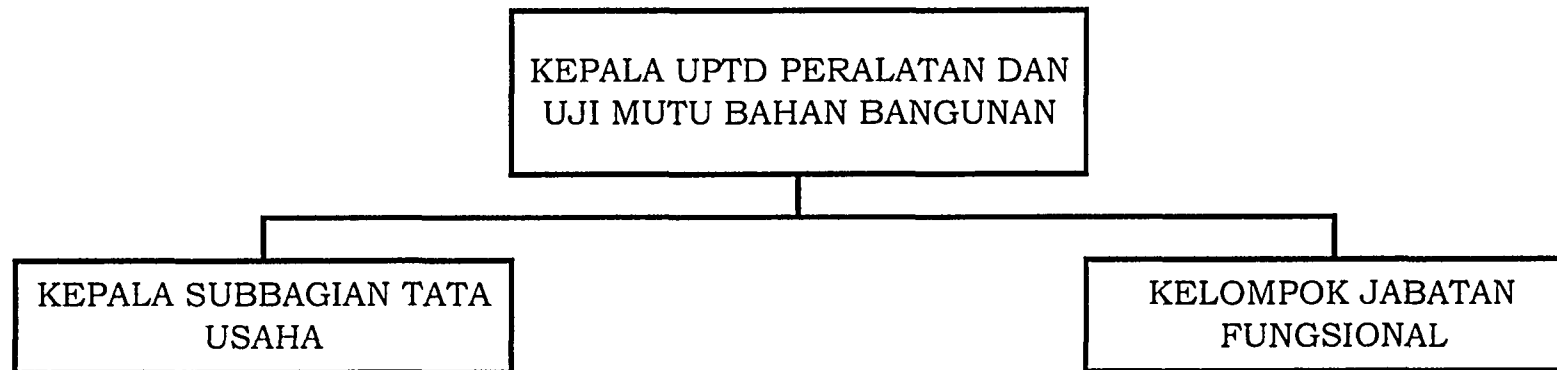 KEPALA UPTD PERALATAN DAN
UJI MUTU BAHAN BANGUNAN
KEPALA SUBBAGIAN TATA
USAHA
KELOMPOK JABATAN
FUNGSIONAL